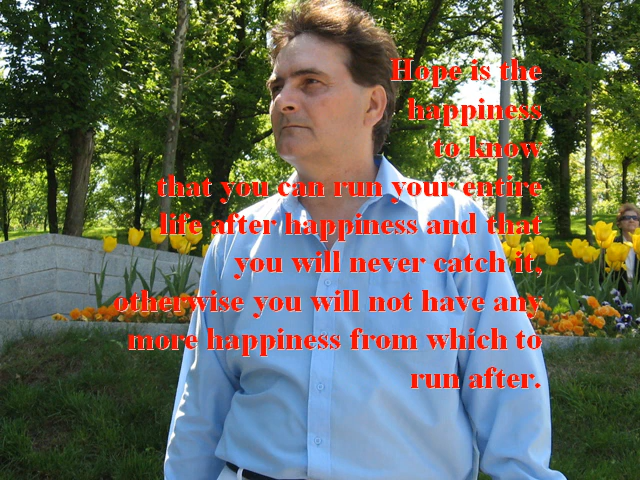 Hope is the
happiness
to know
that you can run your entire
life after happiness and that
you will never catch it,
otherwise you will not have any
more happiness from which to
run after.